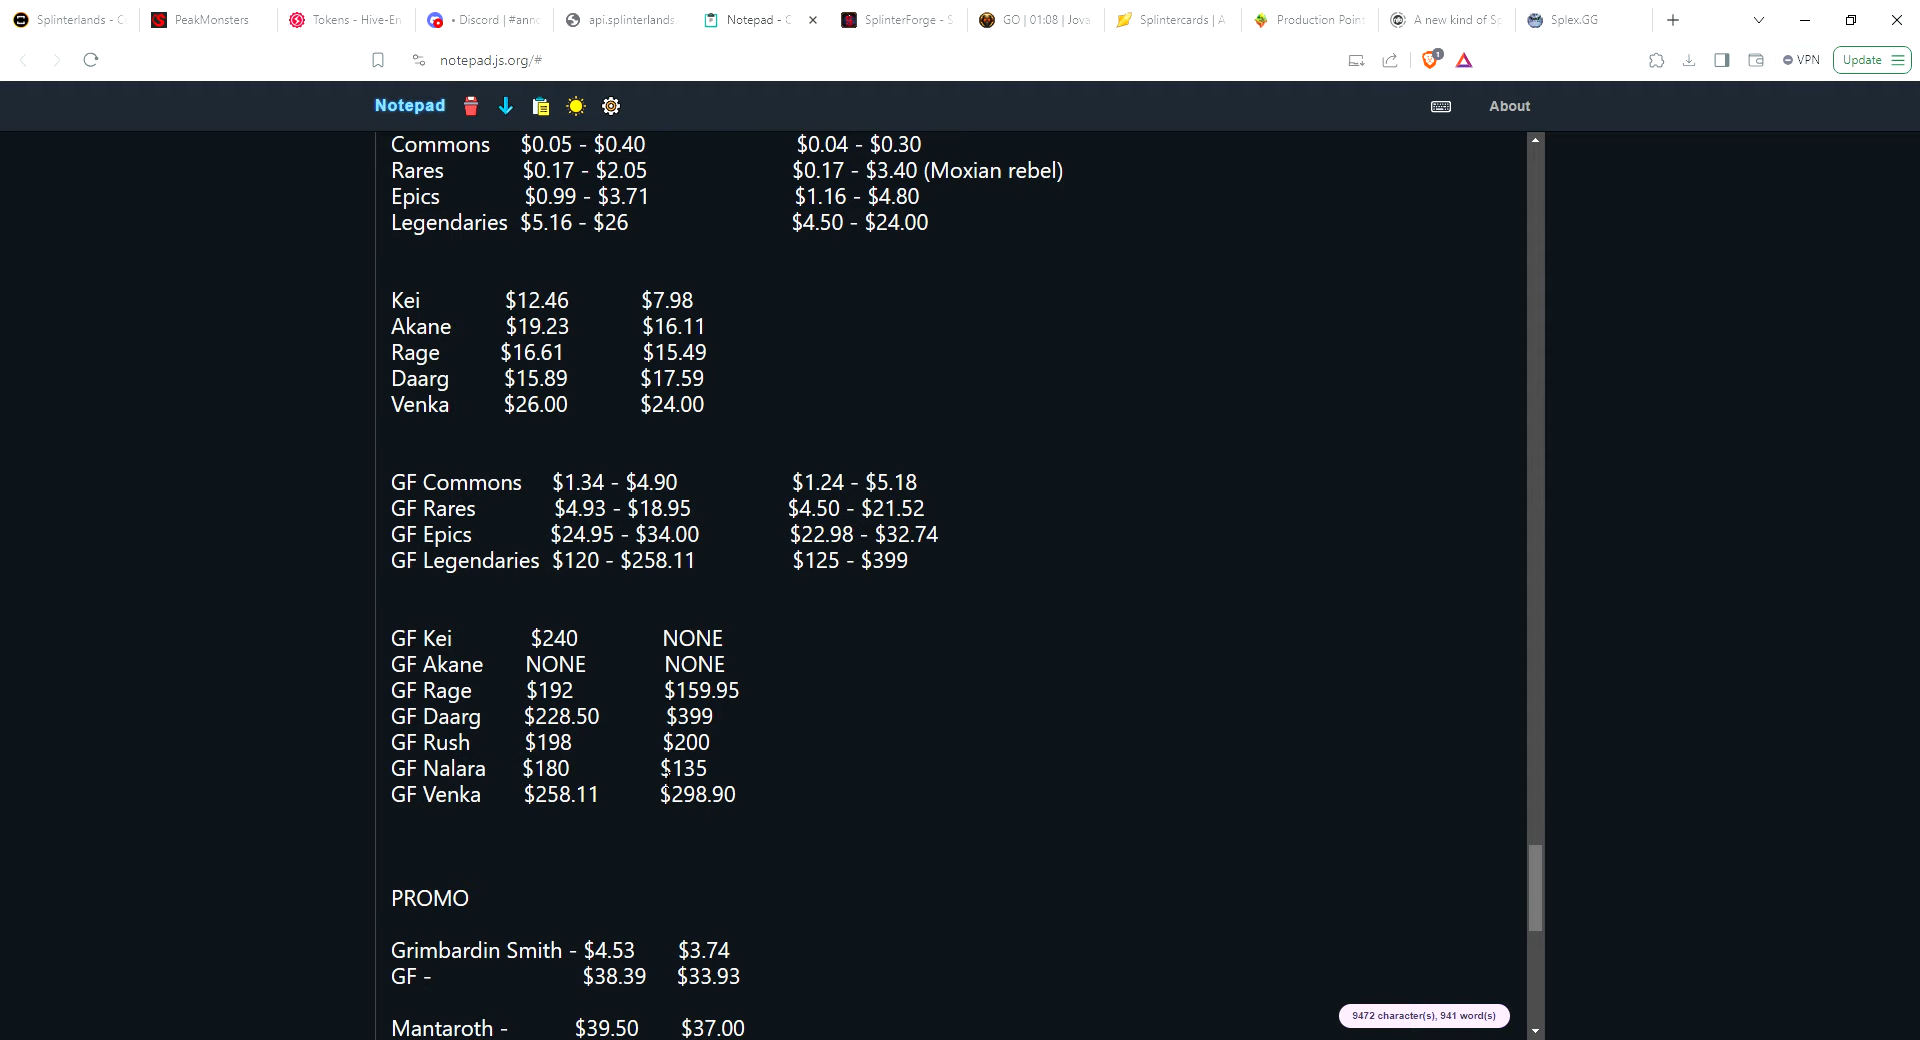 Splinterlands - C
PeakMonsters
Tokens - Hive-En
• Discord | #anno
api.splinterlands
Notepad - C
SplinterForge - S
GO | 01:08 | Jova
Splintercards | A
Production Poin
A new kind of Sp
Splex.GG
notepad.js.org/#
1
VPN
Update
Notepad
About
Commons $0.05 - $0.40 $0.04 - $0.30
Rares $0.17 - $2.05 $0.17 - $3.40 (Moxian rebel)
Epics $0.99 - $3.71 $1.16 - $4.80
Legendaries $5.16 - $26 $4.50 - $24.00
Kei $12.46 $7.98
Akane $19.23 $16.11
Rage $16.61 $15.49
Daarg $15.89 $17.59
Venka $26.00 $24.00
GF Commons $1.34 - $4.90 $1.24 - $5.18
GF Rares $4.93 - $18.95 $4.50 - $21.52
GF Epics $24.95 - $34.00 $22.98 - $32.74
GF Legendaries $120 - $258.11 $125 - $399
GF Kei $240 NONE
GF Akane NONE NONE
GF Rage $192 $159.95
GF Daarg $228.50 $399
GF Rush $198 $200
GF Nalara $180 $135
GF Venka $258.11 $298.90
PROMO
Grimbardin Smith - $4.53 $3.74
GF - $38.39 $33.93
Mantaroth - $39.50 $37.00
9472 character(s), 941 word(s)